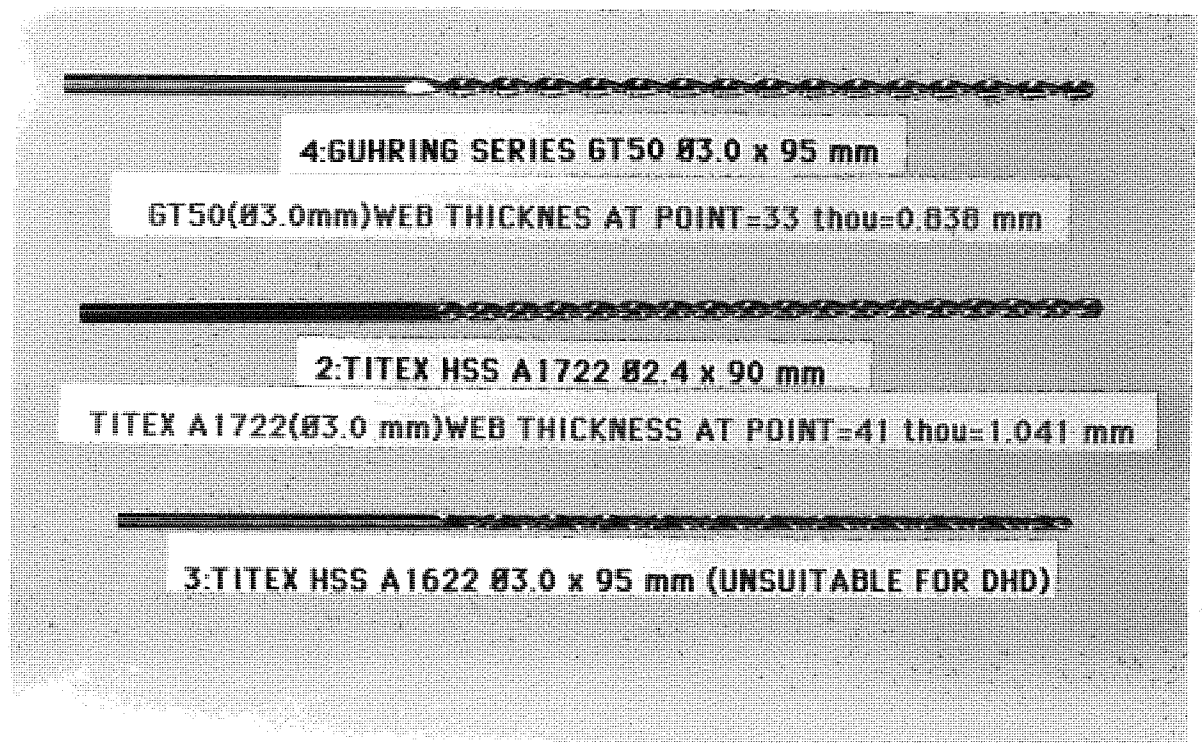 4:GUHRING SERIES GT50 Ø3.0 x 95 mm
GT50(Ø3.0mm)WEB THICKNES AT POINT=33 thou=0.838 mm
2:TITEX HSS A1722 Ø2.4 x 90 mm
TITEX A1722(Ø3.0 mm)WEB THICKNESS AT POINT=41 thou=1.041 mm
3:TITEX HSS A1622 Ø3.0 x 95 mm (UNSUITABLE FOR DHD)